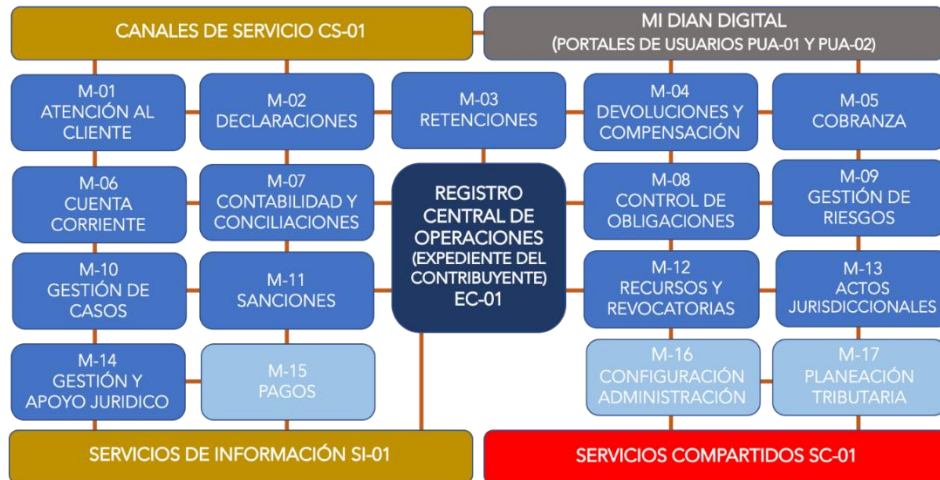 CANALES DE SERVICIO CS-01
MI DIAN DIGITAL
(PORTALES DE USUARIOS PUA-01 Y PUA-02)
M-01
ATENCIÓN AL
CLIENTE
M-02
DECLARACIONES
M-03
RETENCIONES
M-04
DEVOLUCIONES Y
COMPENSACIÓN
M-05
COBRANZA
M-06
CUENTA
CORRIENTE
M-07
CONTABILIDAD Y
CONCILIACIONES
REGISTRO
CENTRAL DE
OPERACIONES
(EXPEDIENTE DEL
CONTRIBUYENTE)
EC-01
M-08
CONTROL DE
OBLIGACIONES
M-09
GESTIÓN DE
RIESGOS
M-10
GESTIÓN DE
CASOS
M-11
SANCIONES
M-12
RECURSOS Y
REVOCATORIAS
M-13
ACTOS
JURISDICCIONALES
M-14
GESTIÓN Y
APOYO JURIDICO
M-15
PAGOS
M-16
CONFIGURACIÓN
ADMINISTRACIÓN
M-17
PLANEACIÓN
TRIBUTARIA
SERVICIOS DE INFORMACIÓN SI-01
SERVICIOS COMPARTIDOS SC-01